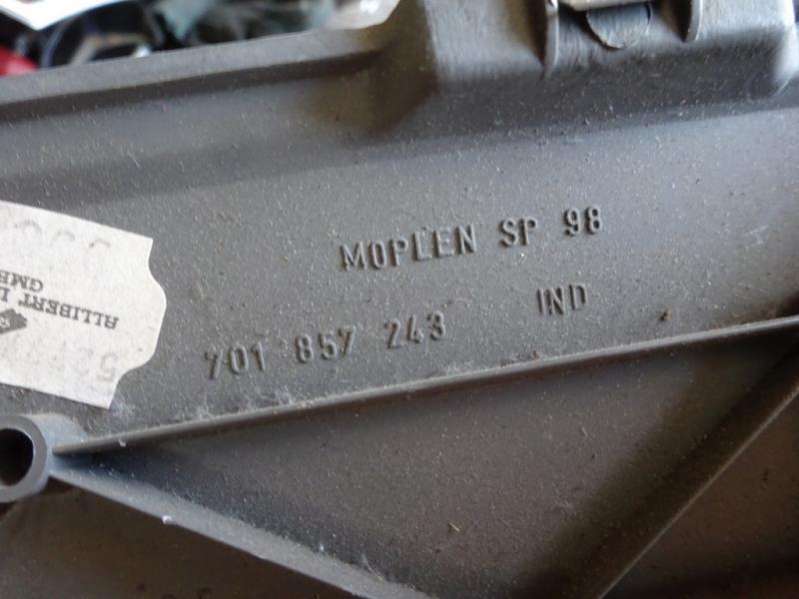 MOPLEN SP 98
IND
701 857 243
ALLIBERT
GMB